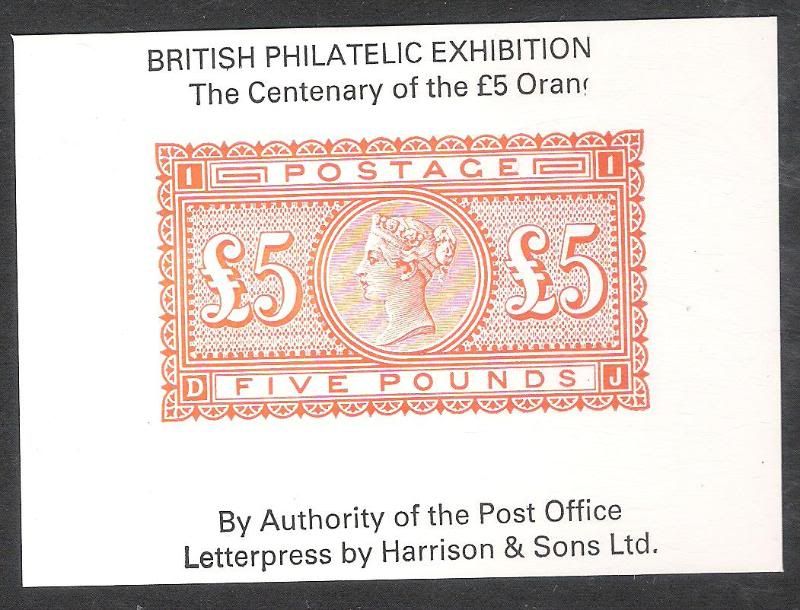 BRITISH PHILATELIC EXHIBITION
The Centenary of the £5
I POSTAGE I
£5 £5
D FIVE POUNDS J
By Authority of the Post Office
Letterpress by Harrison & Sons Ltd.